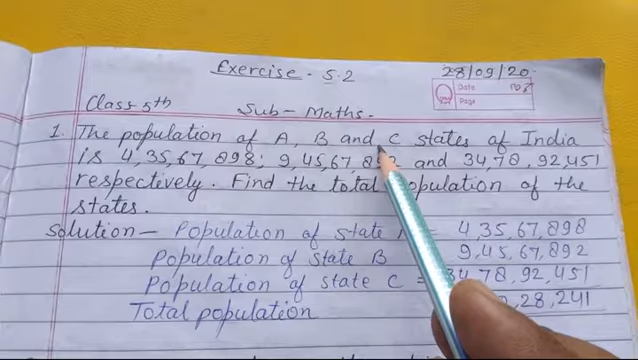 Exercise - 5.2
28/09/20
Date
Page
Class 5th
Sub - Maths.
1. The population of A, B and C states of India
is 4,35,67,898; 9,45,67,892 and 34,78,92,451
respectively. Find the total population of the
states.
Solution - Population of state = 4,35,67,898
Population of state B 9,45,67,892
Population of state C = 34,78,92,451
Total population 28,241